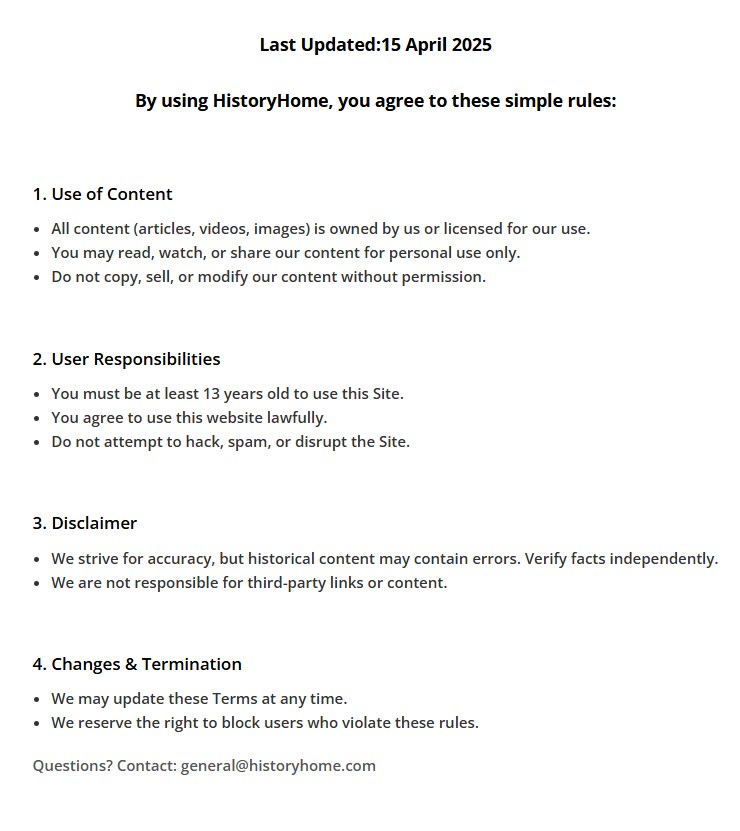 Last Updated:15 April 2025
By using HistoryHome, you agree to these simple rules:
1. Use of Content
• All content (articles, videos, images) is owned by us or licensed for our use.
• You may read, watch, or share our content for personal use only.
• Do not copy, sell, or modify our content without permission.
2. User Responsibilities
• You must be at least 13 years old to use this Site.
• You agree to use this website lawfully.
• Do not attempt to hack, spam, or disrupt the Site.
3. Disclaimer
• We strive for accuracy, but historical content may contain errors. Verify facts independently.
• We are not responsible for third-party links or content.
4. Changes & Termination
• We may update these Terms at any time.
• We reserve the right to block users who violate these rules.
Questions? Contact: general@historyhome.com